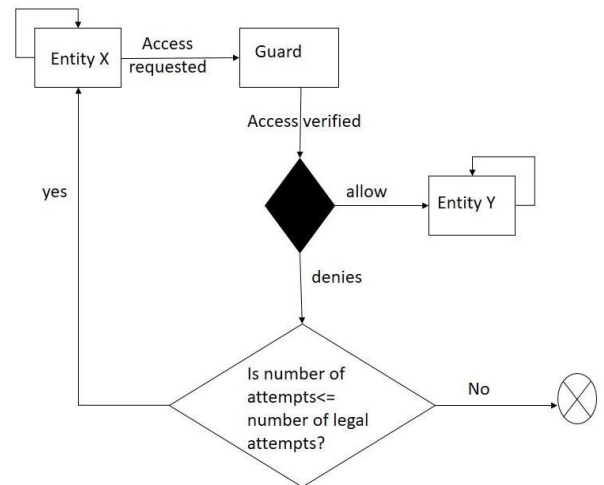 Entity X
Access
requested
Guard
Access verified
yes
allow
Entity Y
denies
Is number of
attempts<=
number of legal
attempts?
No